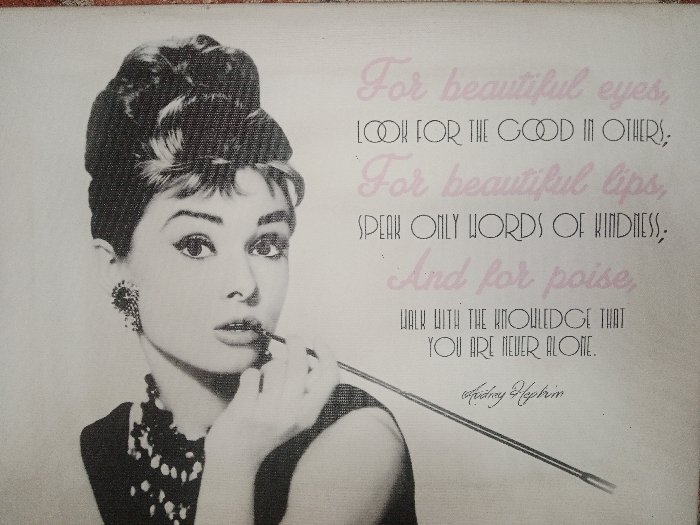 For beautiful eyes,
LOOK FOR THE GOOD IN OTHERS;
For beautiful lips,
SPEAK ONLY WORDS OF KINDNESS;
And for poise,
WALK WITH THE KNOWLEDGE THAT
YOU ARE NEVER ALONE.
Audrey Hepburn